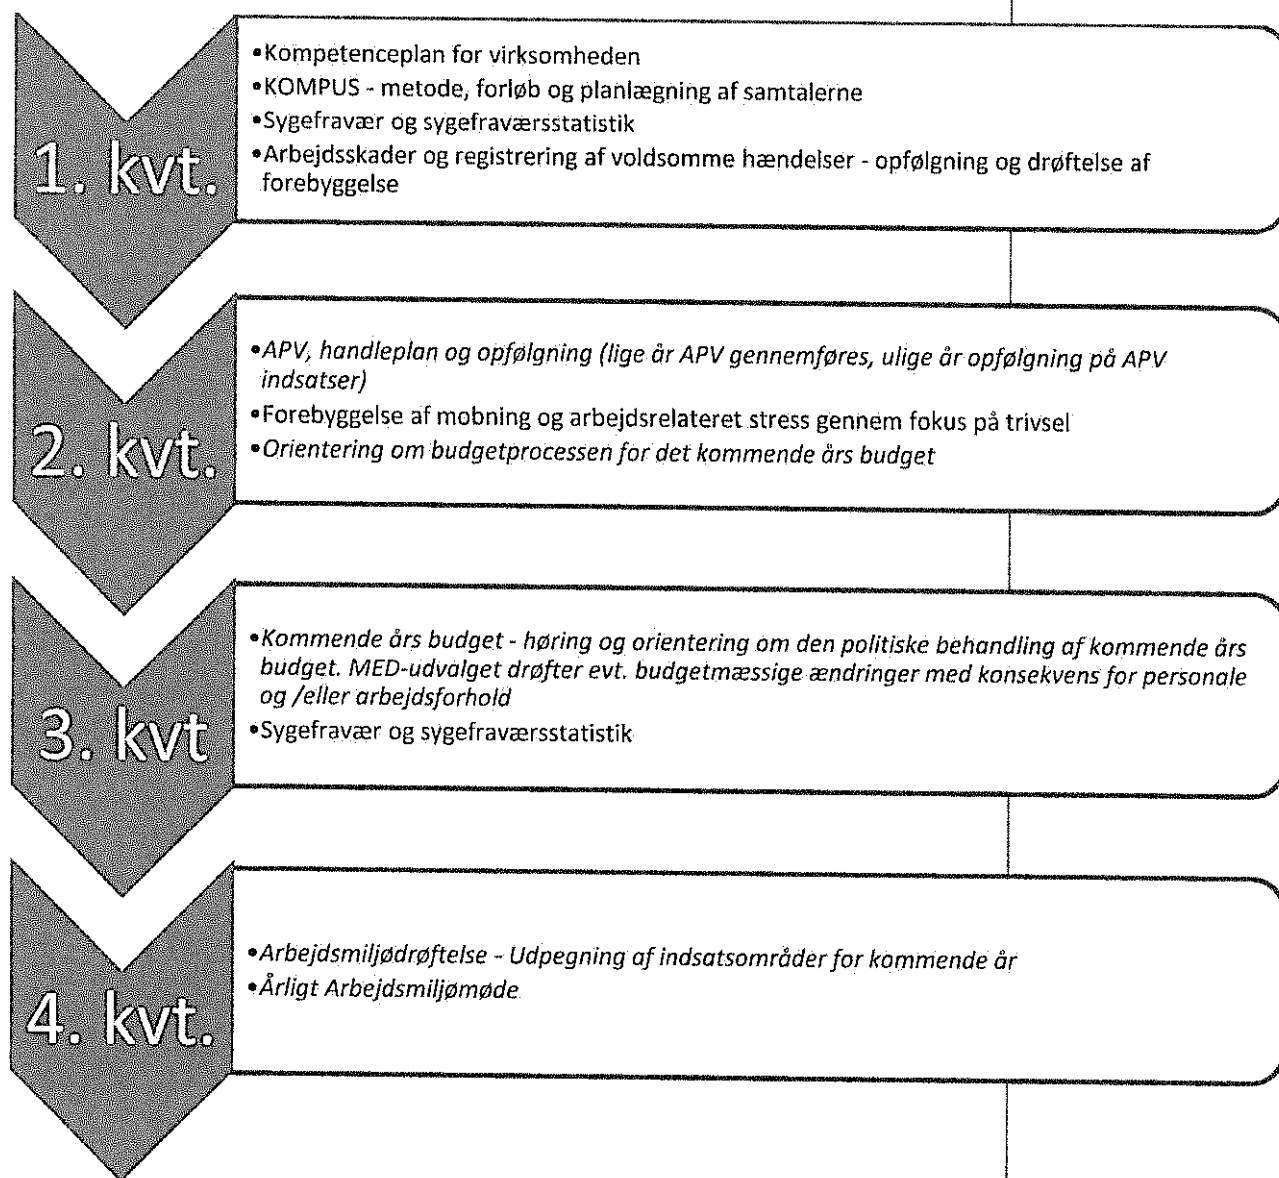 1. kvt.
•Kompetenceplan for virksomheden
•KOMPUS - metode, forløb og planlægning af samtalerne
•Sygefravær og sygefraværsstatistik
•Arbejdsskader og registrering af voldsomme hændelser - opfølgning og drøftelse af
forebyggelse
2. kvt.
•APV, handleplan og opfølgning (lige år APV gennemføres, ulige år opfølgning på APV
indsatser)
•Forebyggelse af mobning og arbejdsrelateret stress gennem fokus på trivsel
•Orientering om budgetprocessen for det kommende års budget
3. kvt
•Kommende års budget - høring og orientering om den politiske behandling af kommende års
budget. MED-udvalget drøfter evt. budgetmæssige ændringer med konsekvens for personale
og /eller arbejdsforhold
•Sygefravær og sygefraværsstatistik
4. kvt.
•Arbejdsmiljødrøftelse - Udpegning af indsatsområder for kommende år
•Årligt Arbejdsmiljømøde